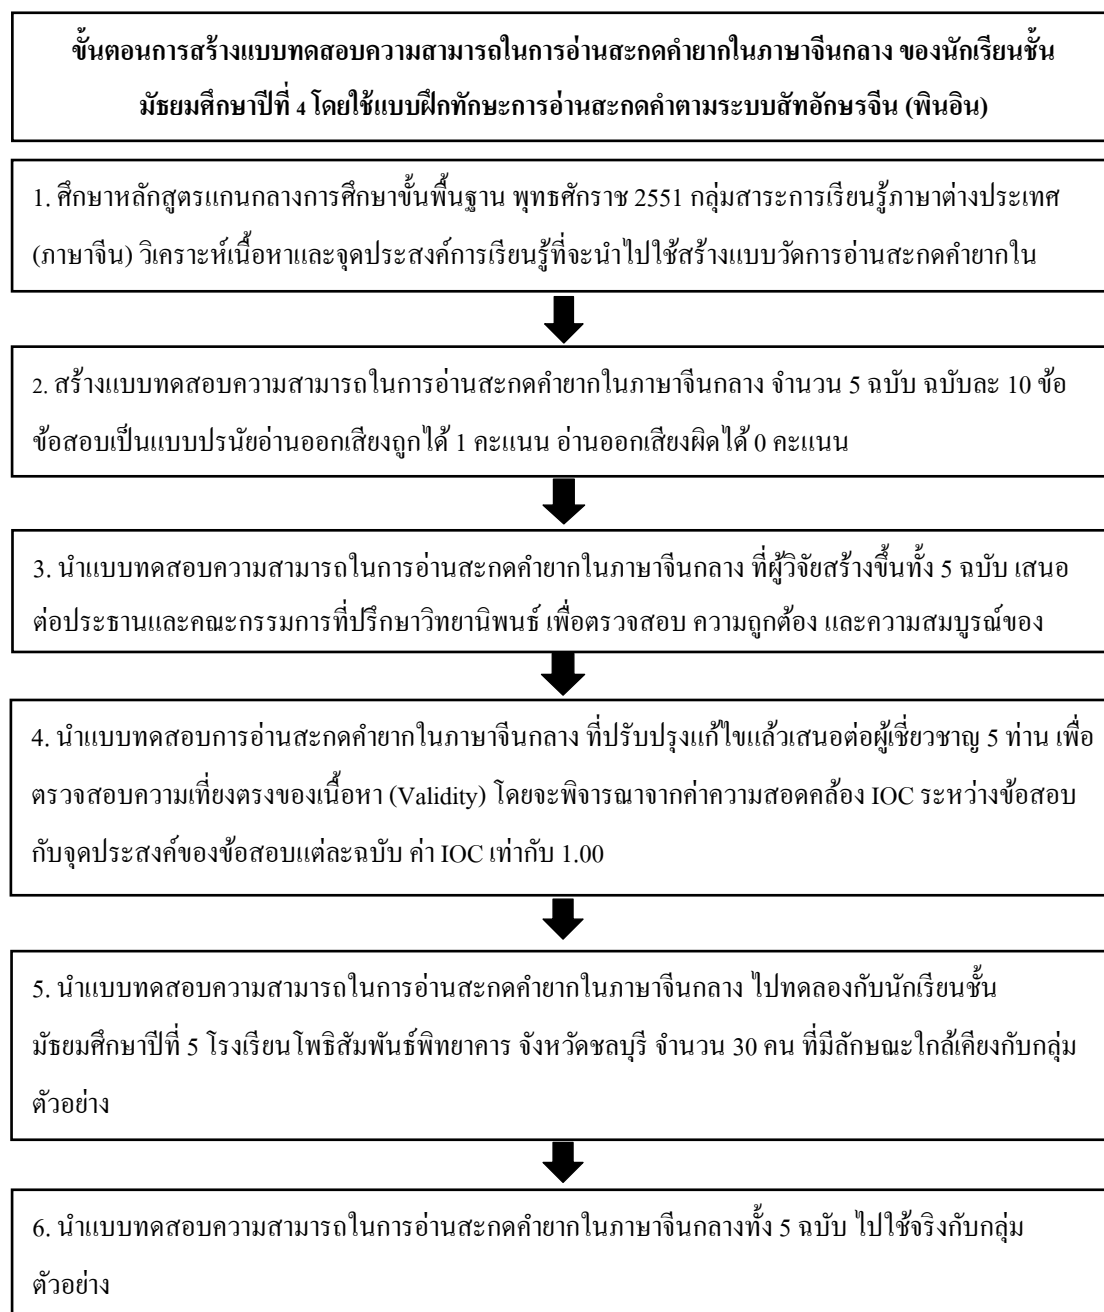 ขั้นตอนการสร้างแบบทดสอบความสามารถในการอ่านสะกดคำยากในภาษาจีนกลาง ของนักเรียนชั้น
มัธยมศึกษาปีที่ 4 โดยใช้แบบฝึกทักษะการอ่านสะกดคำตามระบบสัทอักษรจีน (พินอิน)
1. ศึกษาหลักสูตรแกนกลางการศึกษาขั้นพื้นฐาน พุทธศักราช 2551 กลุ่มสาระการเรียนรู้ภาษาต่างประเทศ
(ภาษาจีน) วิเคราะห์เนื้อหาและจุดประสงค์การเรียนรู้ที่จะนำไปใช้สร้างแบบวัดการอ่านสะกดคำยากใน
2. สร้างแบบทดสอบความสามารถในการอ่านสะกดคำยากในภาษาจีนกลาง จำนวน 5 ฉบับ ฉบับละ 10 ข้อ
ข้อสอบเป็นแบบปรนัยอ่านออกเสียงถูกได้ 1 คะแนน อ่านออกเสียงผิดได้ 0 คะแนน
3. นำแบบทดสอบความสามารถในการอ่านสะกดคำยากในภาษาจีนกลาง ที่ผู้วิจัยสร้างขึ้นทั้ง 5 ฉบับ เสนอ
ต่อประธานและคณะกรรมการที่ปรึกษาวิทยานิพนธ์ เพื่อตรวจสอบ ความถูกต้อง และความสมบูรณ์ของ
4. นำแบบทดสอบการอ่านสะกดคำยากในภาษาจีนกลาง ที่ปรับปรุงแก้ไขแล้วเสนอต่อผู้เชี่ยวชาญ 5 ท่าน เพื่อ
ตรวจสอบความเที่ยงตรงของเนื้อหา (Validity) โดยจะพิจารณาจากค่าความสอดคล้อง IOC ระหว่างข้อสอบ
กับจุดประสงค์ของข้อสอบแต่ละฉบับ ค่า IOC เท่ากับ 1.00
5. นำแบบทดสอบความสามารถในการอ่านสะกดคำยากในภาษาจีนกลาง ไปทดลองกับนักเรียนชั้น
มัธยมศึกษาปีที่ 5 โรงเรียนโพธิสัมพันธ์พิทยาคาร จังหวัดชลบุรี จำนวน 30 คน ที่มีลักษณะใกล้เคียงกับกลุ่ม
ตัวอย่าง
6. นำแบบทดสอบความสามารถในการอ่านสะกดคำยากในภาษาจีนกลางทั้ง 5 ฉบับ ไปใช้จริงกับกลุ่ม
ตัวอย่าง